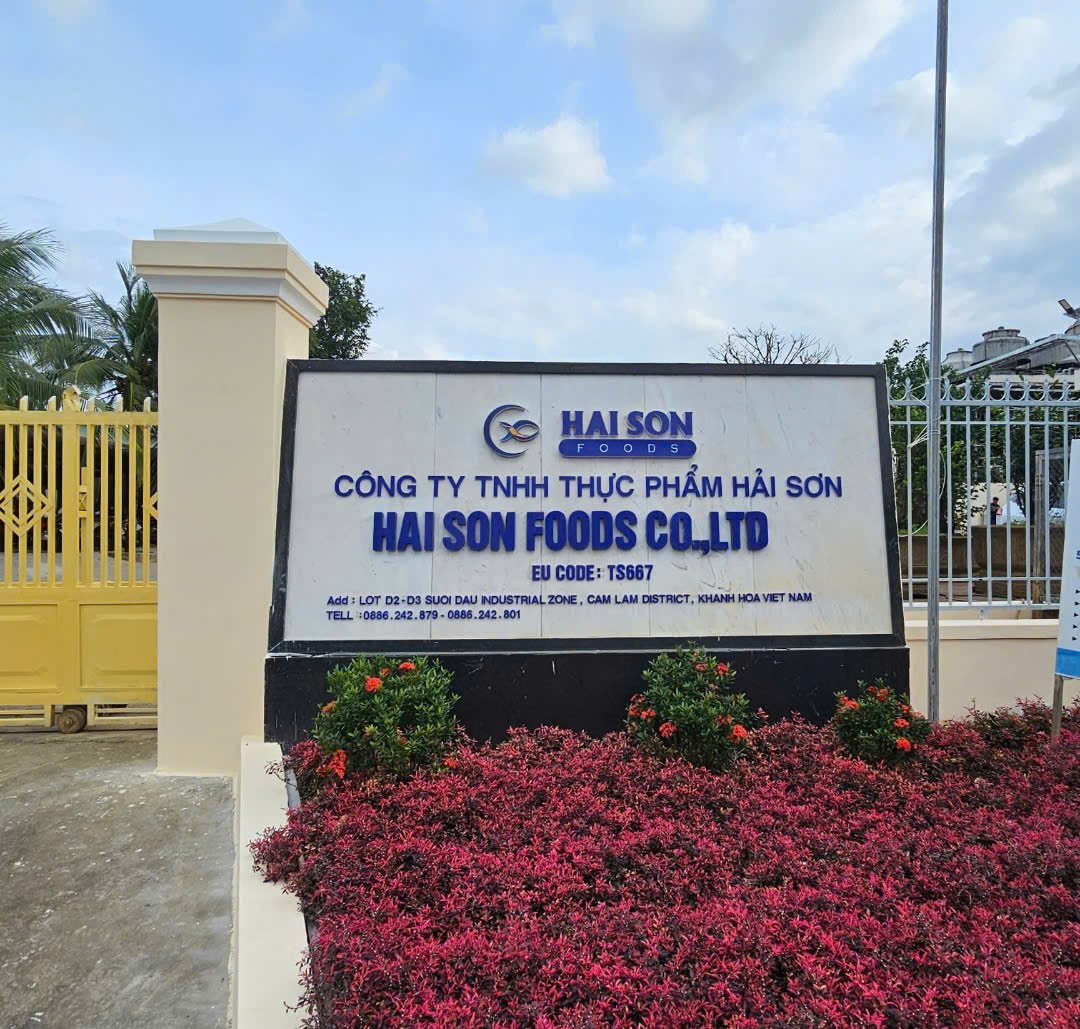 HAI SON
FOODS
CÔNG TY TNHH THỰC PHẨM HẢI SƠN
HAI SON FOODS CO.,LTD
EU CODE : TS667
Add : LOT D2 - D3 SUOI DAU INDUSTRIAL ZONE , CAM LAM DISTRICT, KHANH HOA VIET NAM
TELL :0886.242.879 - 0886.242.801